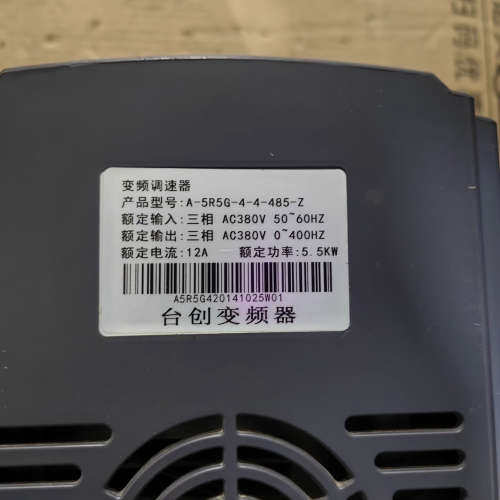 变频调速器
产品型号:A-5R5G-4-4-485-Z
额定输入:三相 AC380V 50~60HZ
额定输出:三相 AC380V 0~400HZ
额定电流:12A 额定功率:5.5KW
A5R5G420141025W01
台创变频器